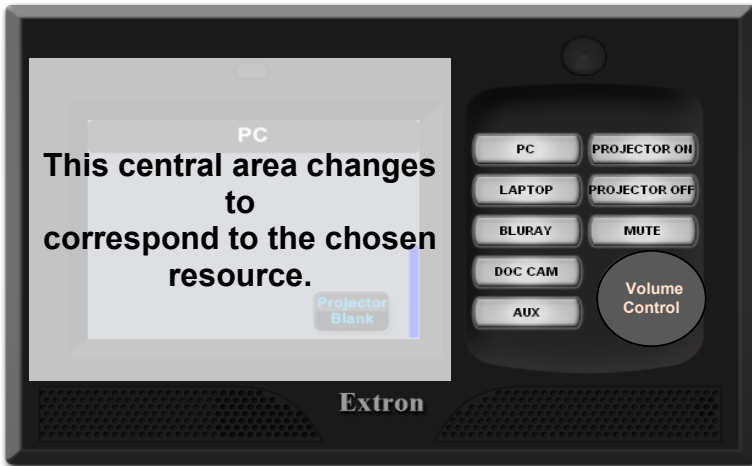 PC
This central area changes
to
correspond to the chosen
resource.
Projector
Blank
PC
PROJECTOR ON
LAPTOP
PROJECTOR OFF
BLURAY
MUTE
DOC CAM
AUX
Volume
Control
Extron